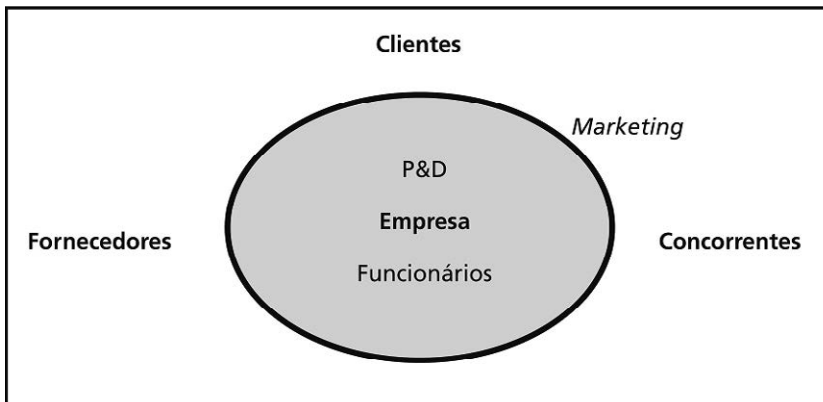 Clientes
Marketing
P&D
Empresa
Fornecedores
Concorrentes
Funcionários